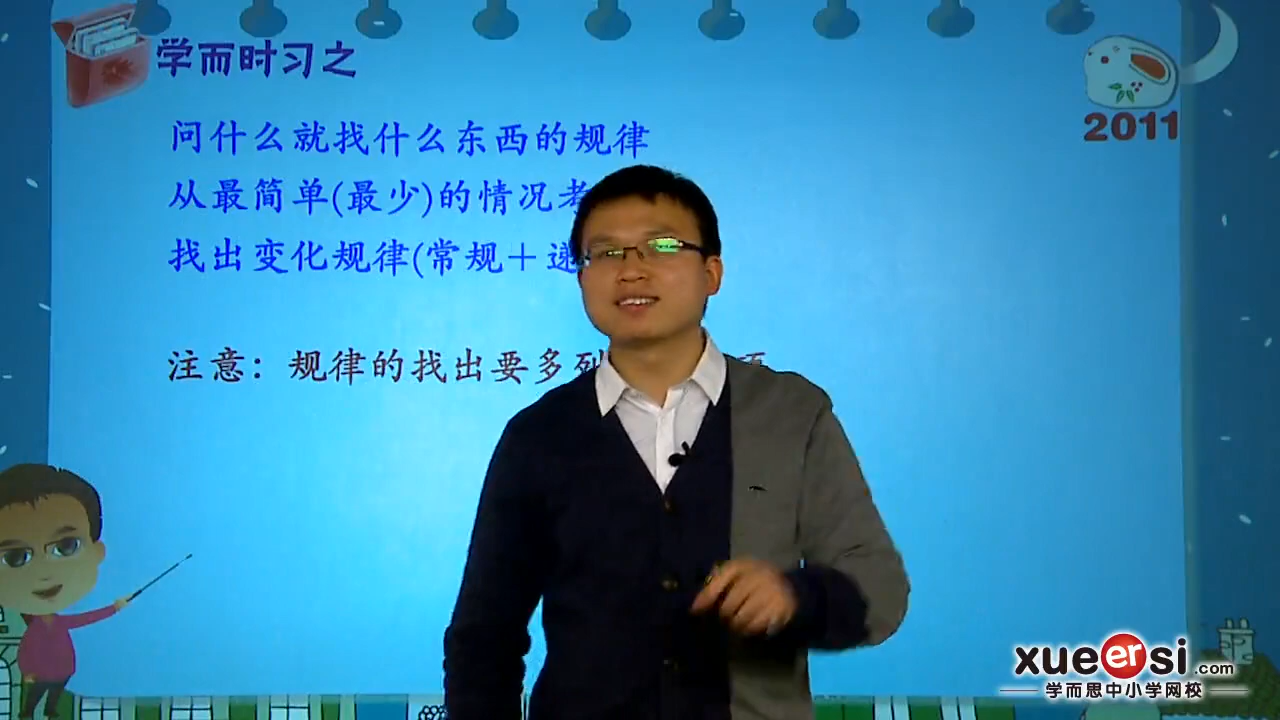 学而时习之
2011
问什么就找什么东西的规律
从最简单(最少)的情况考
找出变化规律(常规＋递
注意：规律的找出要多列
xueersi.com
学而思中小学网校